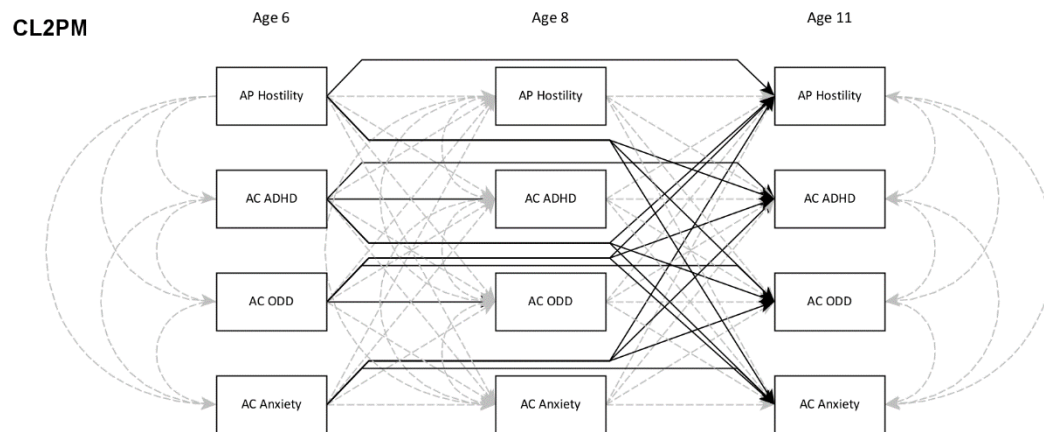 CL2PM
Age 6 Age 8 Age 11
AP Hostility AP Hostility AP Hostility
AC ADHD AC ADHD AC ADHD
AC ODD AC ODD AC ODD
AC Anxiety AC Anxiety AC Anxiety